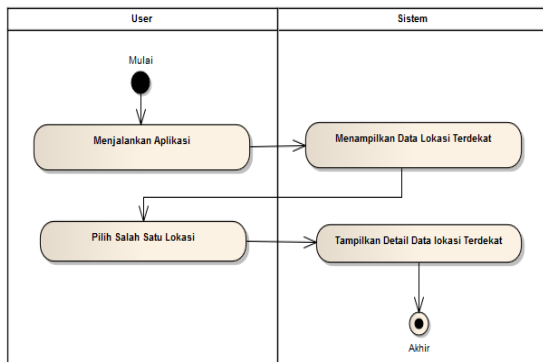 User
Sistem
Mulai
Menjalankan Aplikasi
Menampilkan Data Lokasi Terdekat
Pilih Salah Satu Lokasi
Tampilkan Detail Data lokasi Terdekat
Akhir